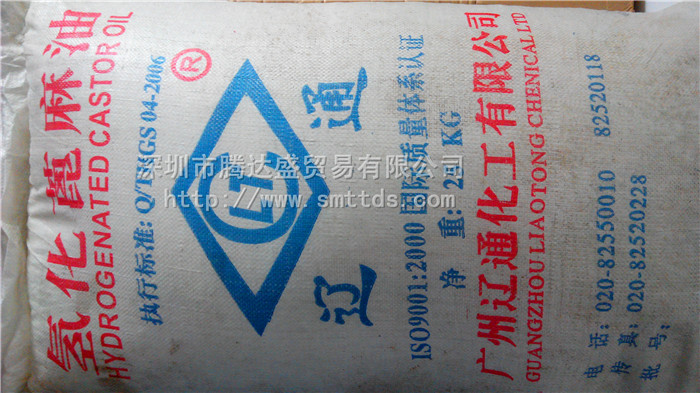 氢化蓖麻油
HYDROGENATED CASTOR OIL
执行标准: 04-2006
®
LT
辽 通
ISO9001:2000 国际质量体系认证
净 重: 25 KG
广州辽通化工有限公司
GUANGZHOU LIAOTONG CHEMICAL LTD
电 话: 020-82550010 82520118
传 真: 020-82520228
批 号:
深圳市腾达盛贸易有限公司
http://www.smttds.com